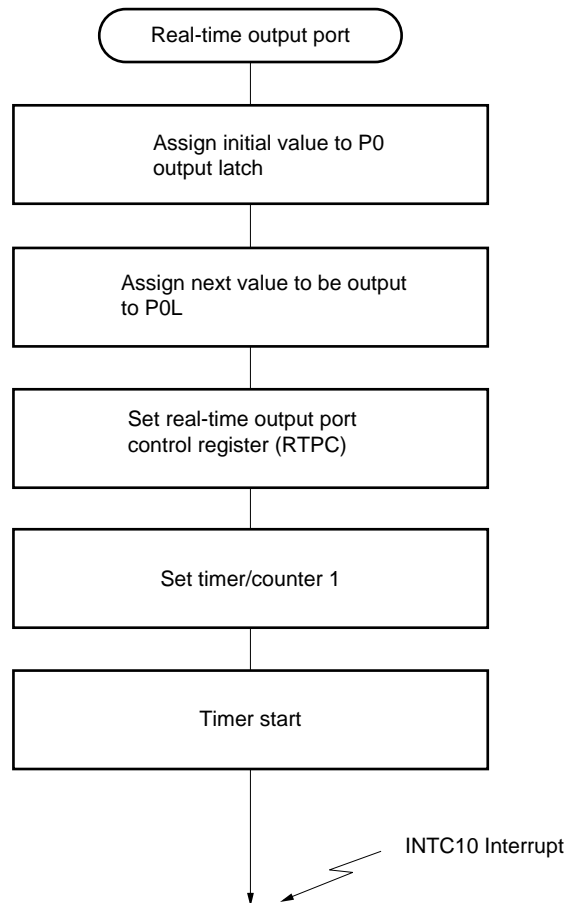 Real-time output port
Assign initial value to P0
output latch
Assign next value to be output
to P0L
Set real-time output port
control register (RTPC)
Set timer/counter 1
Timer start
INTC10 Interrupt